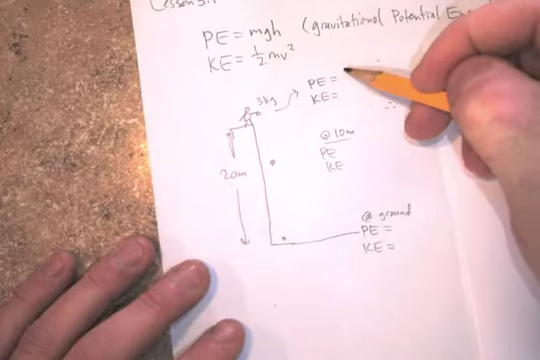 Lesson 5.1
PE = mgh (gravitational Potential
KE = ½mv²
3kg
PE =
KE =
20m
@ 10m
PE
KE
@ ground
PE =
KE =